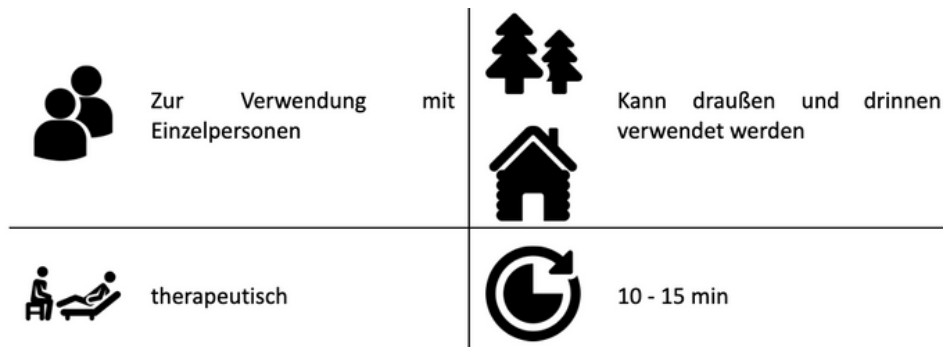 Zur Verwendung mit
Einzelpersonen
Kann draußen und drinnen
verwendet werden
therapeutisch
10 - 15 min